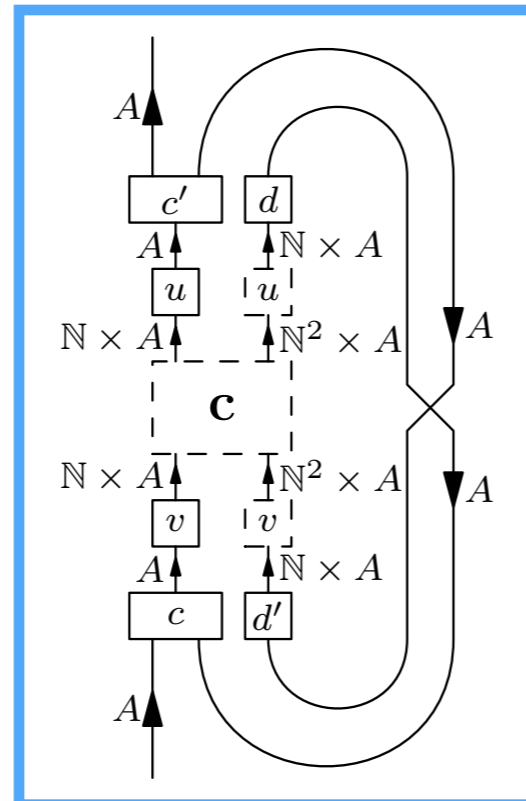 A
c′ d
A ℕ × A
u u
ℕ × A ℕ² × A A
C
ℕ × A ℕ² × A A
v v
A ℕ × A
c d′
A